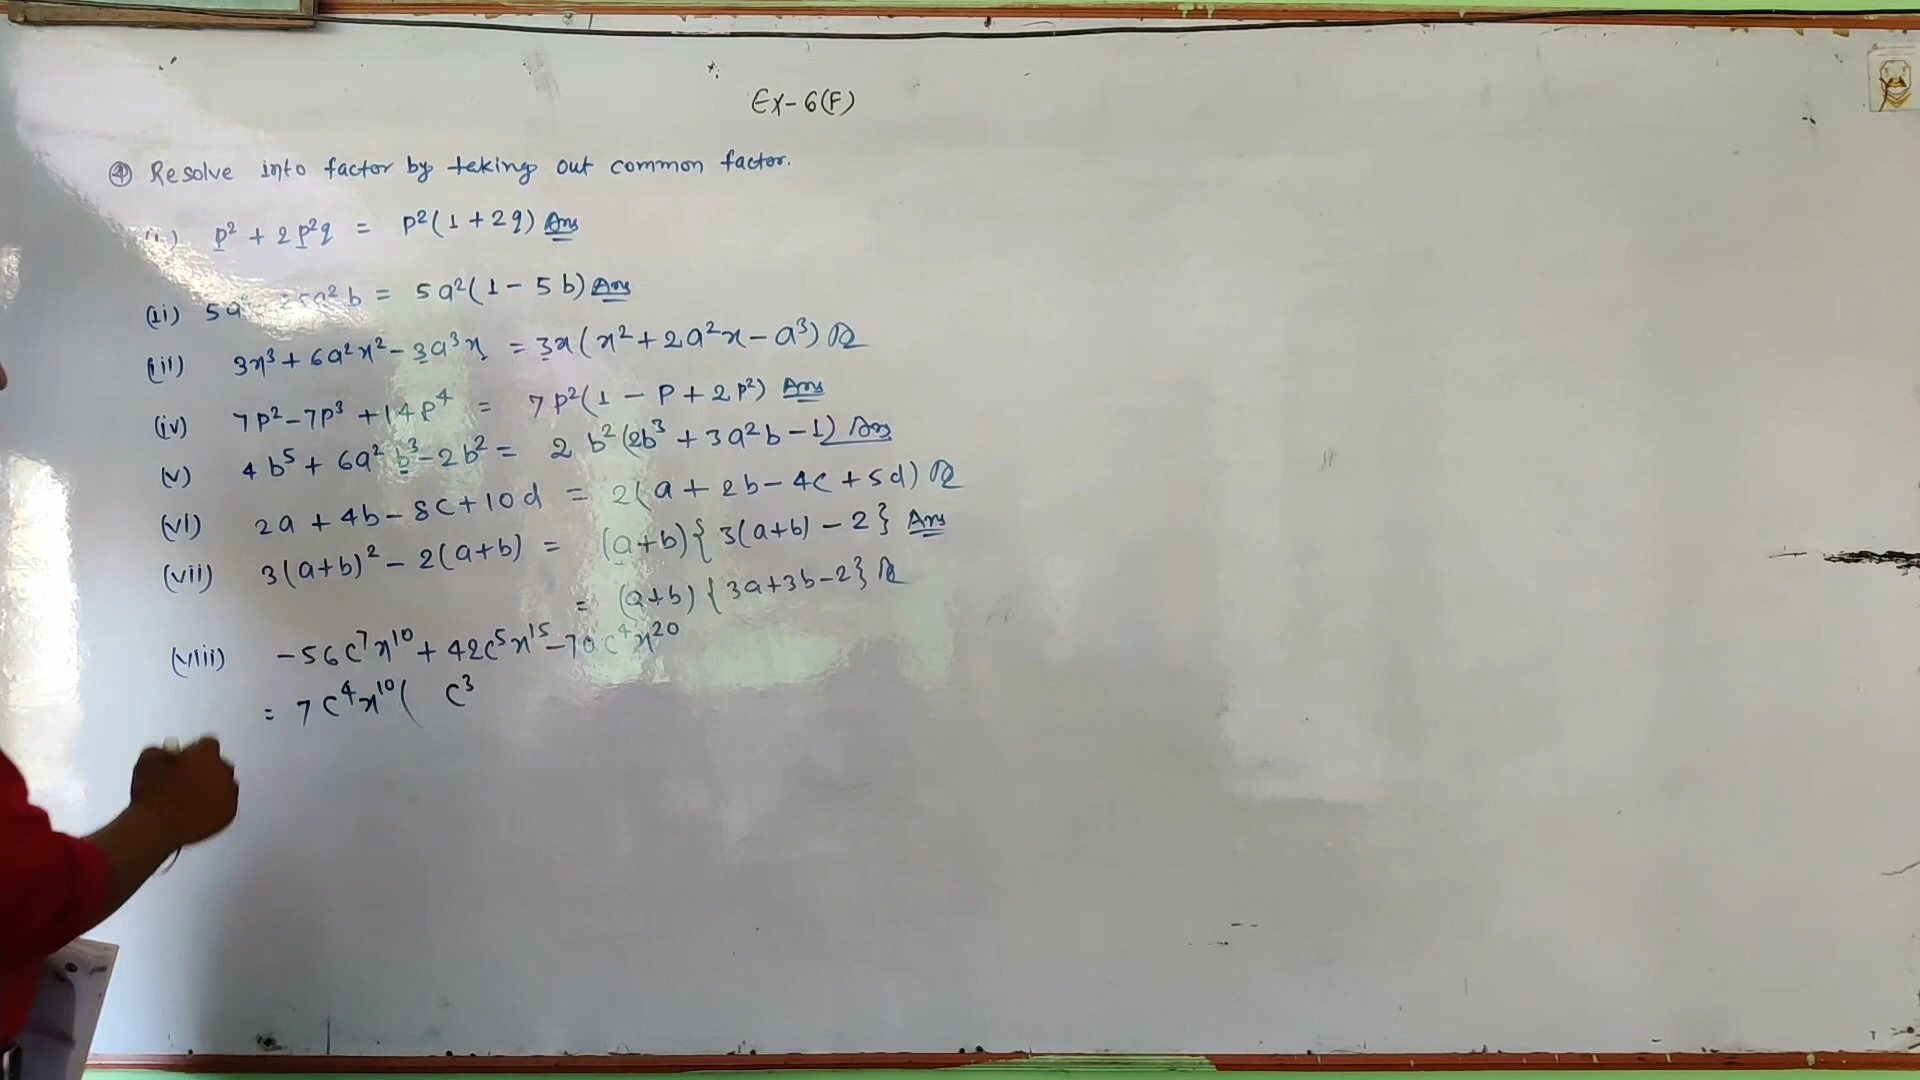 Ex-6(F)
④ Resolve into factor by taking out common factor.
(i) p² + 2p²q = p²(1 + 2q) Ans
(ii) 5a² 25a²b = 5a²(1 - 5b) Ans
(iii) 3x³ + 6a²x² - 3a³x = 3x(x² + 2a²x - a³)
(iv) 7p² - 7p³ + 14p⁴ = 7p²(1 - p + 2p²) Ans
(v) 4b⁵ + 6a²b³ - 2b² = 2b²(2b³ + 3a²b - 1) Ans
(vi) 2a + 4b - 8c + 10d = 2(a + 2b - 4c + 5d)
(vii) 3(a+b)² - 2(a+b) = (a+b){3(a+b) - 2} Ans
= (a+b){3a+3b-2}
(viii) -56c⁷x¹⁰ + 42c⁵x¹⁵ - 70c⁴x²⁰
= 7c⁴x¹⁰( c³